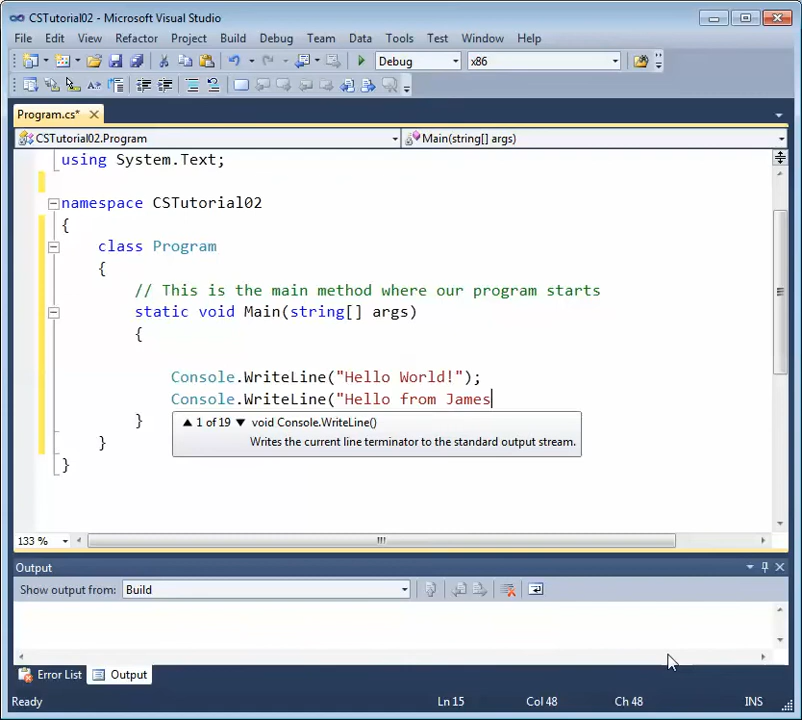 CSTutorial02 - Microsoft Visual Studio
File Edit View Refactor Project Build Debug Team Data Tools Test Window Help
Debug x86
Program.cs*
CSTutorial02.Program Main(string[] args)
using System.Text;
namespace CSTutorial02
{
class Program
{
// This is the main method where our program starts
static void Main(string[] args)
{
Console.WriteLine("Hello World!");
Console.WriteLine("Hello from James
}
1 of 19 void Console.WriteLine()
Writes the current line terminator to the standard output stream.
}
}
133 %
Output
Show output from: Build
Error List Output
Ready Ln 15 Col 48 Ch 48 INS